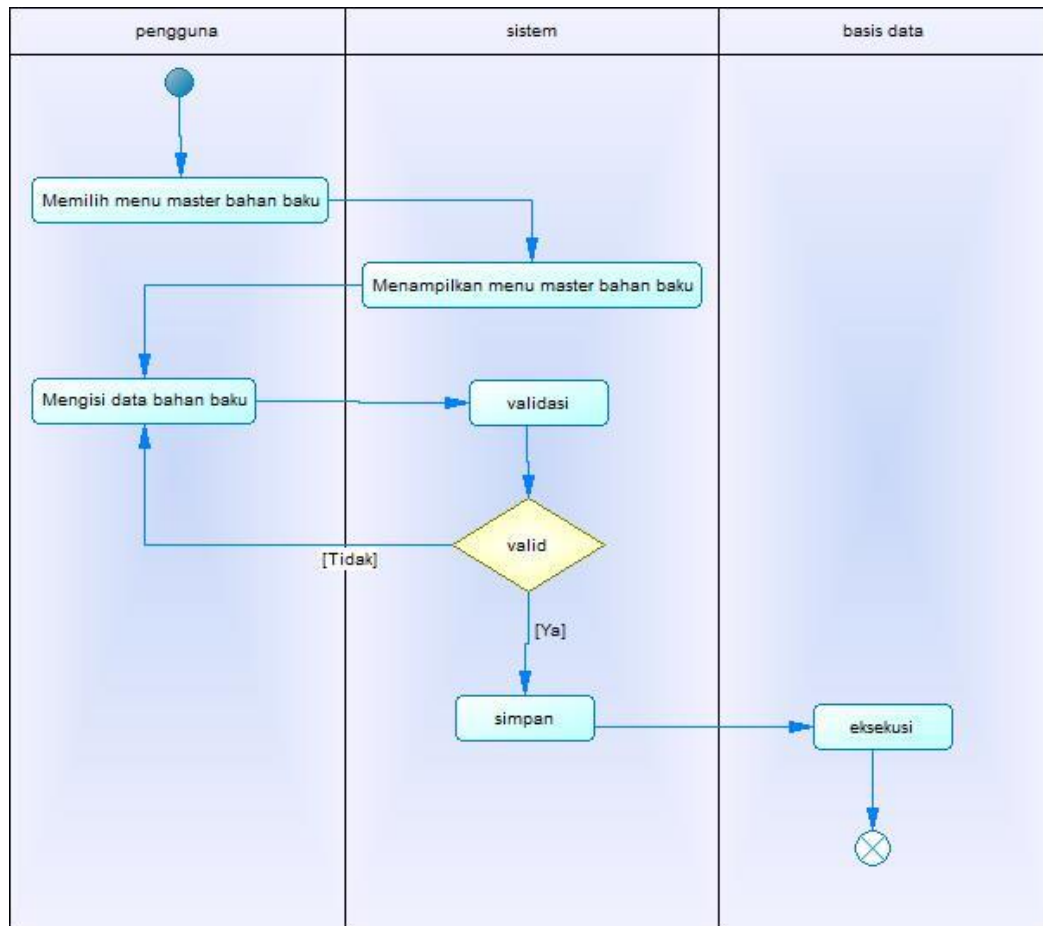 pengguna
sistem
basis data
Memilih menu master bahan baku
Menampilkan menu master bahan baku
Mengisi data bahan baku
validasi
valid
[Tidak]
[Ya]
simpan
eksekusi